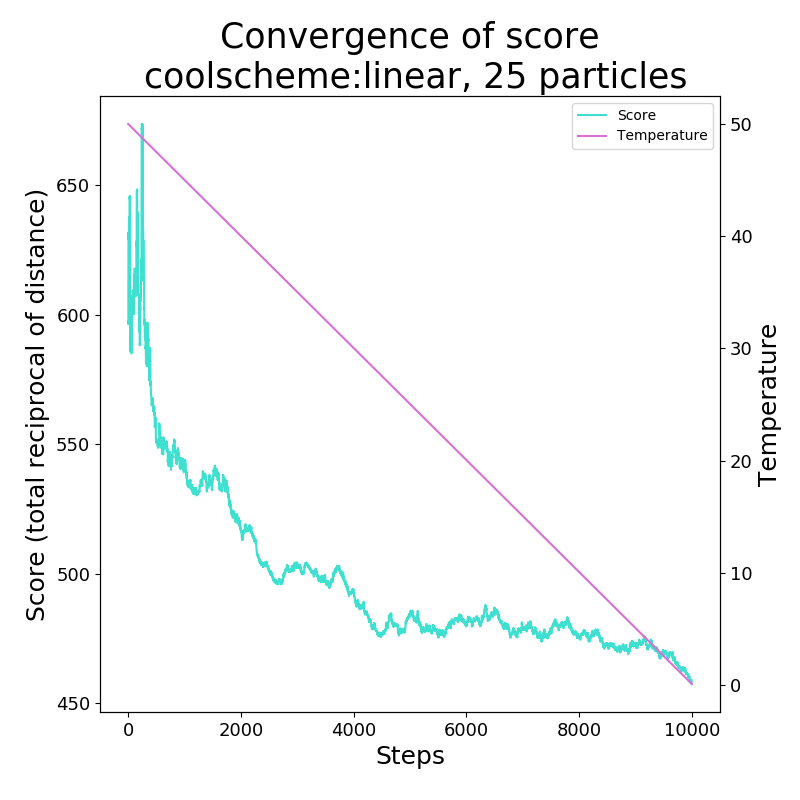 Convergence of score
coolscheme:linear, 25 particles
Score
Temperature
Score (total reciprocal of distance)
650
600
550
500
450
50
40
30
20
10
0
Temperature
0
2000
4000
6000
8000
10000
Steps